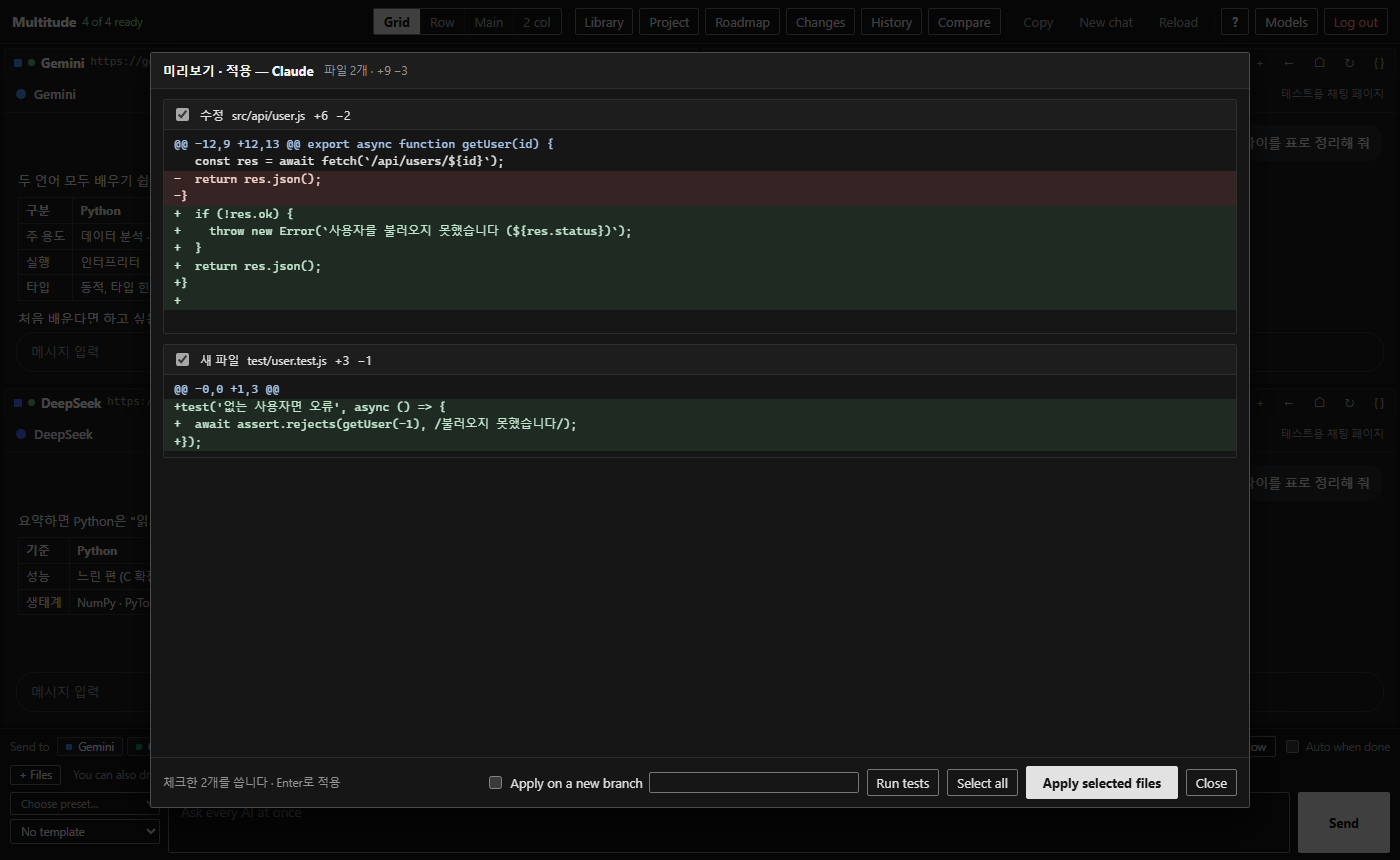 Multitude 4 of 4 ready Grid Row Main 2 col Library Project Roadmap Changes History Compare Copy New chat Reload ? Models Log out
Gemini
Gemini
테스트용 채팅 페이지
미리보기 · 적용 — Claude 파일 2개 · +9 −3
수정 src/api/user.js +6 −2
@@ -12,9 +12,13 @@ export async function getUser(id) {
const res = await fetch(`/api/users/${id}`);
- return res.json();
-}
+ if (!res.ok) {
+ throw new Error(`사용자를 불러오지 못했습니다 (${res.status})`);
+ }
+ return res.json();
+}
+
새 파일 test/user.test.js +3 −1
@@ -0,0 +1,3 @@
+test('없는 사용자면 오류', async () => {
+ await assert.rejects(getUser(-1), /불러오지 못했습니다/);
+});
두 언어 모두 배우기 쉽
구분 Python
주 용도 데이터 분석 ·
실행 인터프리터
타입 동적, 타입 힌
처음 배운다면 하고 싶은
메시지 입력
이를 표로 정리해 줘
DeepSeek
DeepSeek
테스트용 채팅 페이지
이를 표로 정리해 줘
요약하면 Python은 "읽
기준 Python
성능 느린 편 (C 확장
생태계 NumPy · PyTo
메시지 입력
체크한 2개를 씁니다 · Enter로 적용 Apply on a new branch Run tests Select all Apply selected files Close
Send to Gemini
Auto when done
+ Files You can also dr
Choose preset...
No template
Ask every AI at once
Send